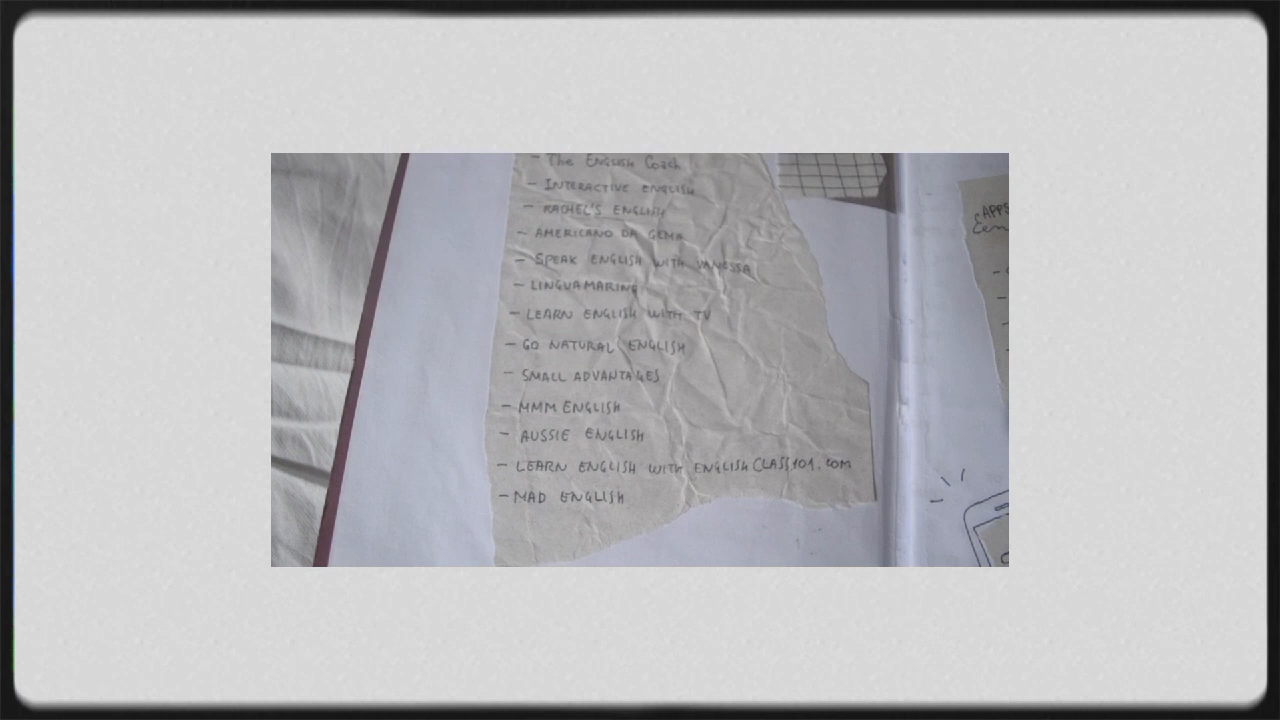 - The English Coach
- INTERACTIVE ENGLISH
- RACHEL'S ENGLISH
- AMERICANO DA GEMA
- SPEAK ENGLISH WITH VANESSA
- LINGUAMARINA
- LEARN ENGLISH WITH TV
- GO NATURAL ENGLISH
- SMALL ADVANTAGES
- MMM ENGLISH
- AUSSIE ENGLISH
- LEARN ENGLISH WITH ENGLISHCLASS101.COM
- MAD ENGLISH
APPS